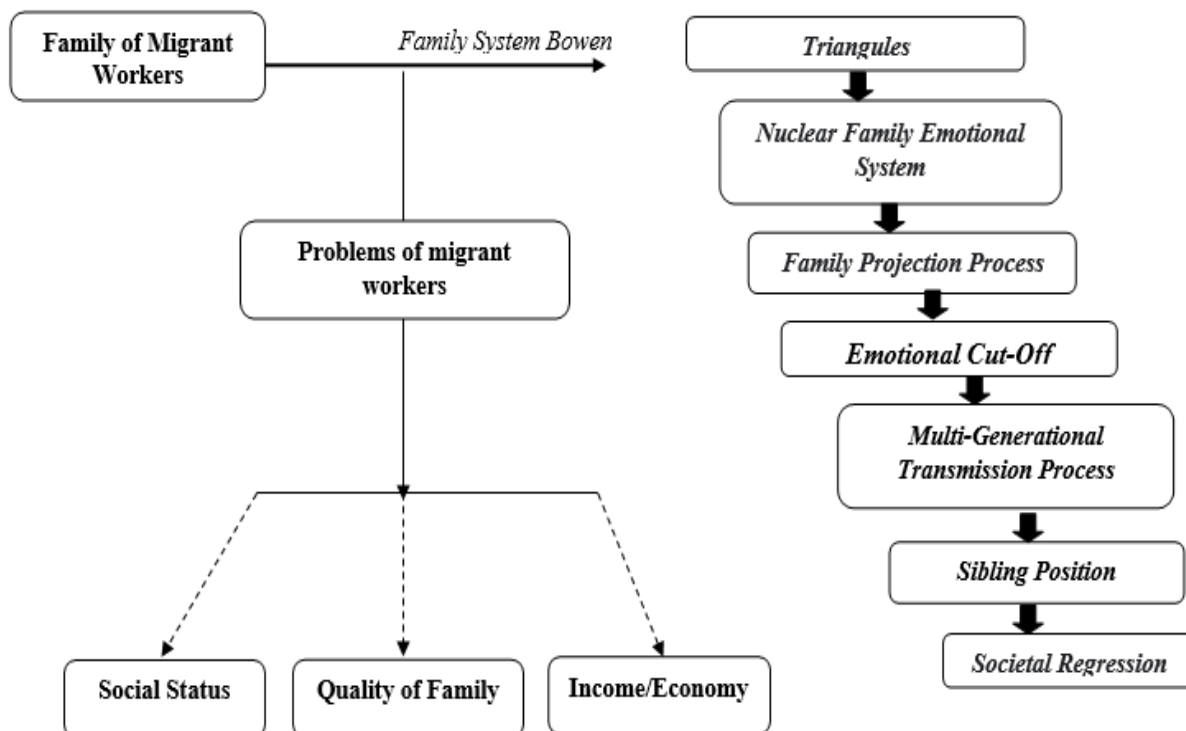 Family of Migrant
Workers
Family System Bowen
Triangules
Nuclear Family Emotional
System
Problems of migrant
workers
Family Projection Process
Emotional Cut-Off
Multi-Generational
Transmission Process
Sibling Position
Societal Regression
Social Status
Quality of Family
Income/Economy